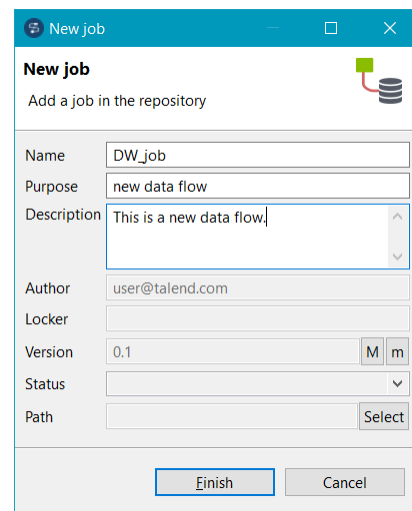 New job
New job
Add a job in the repository
Name DW_job
Purpose new data flow
Description This is a new data flow.
Author user@talend.com
Locker
Version 0.1 M m
Status
Path Select
Finish Cancel